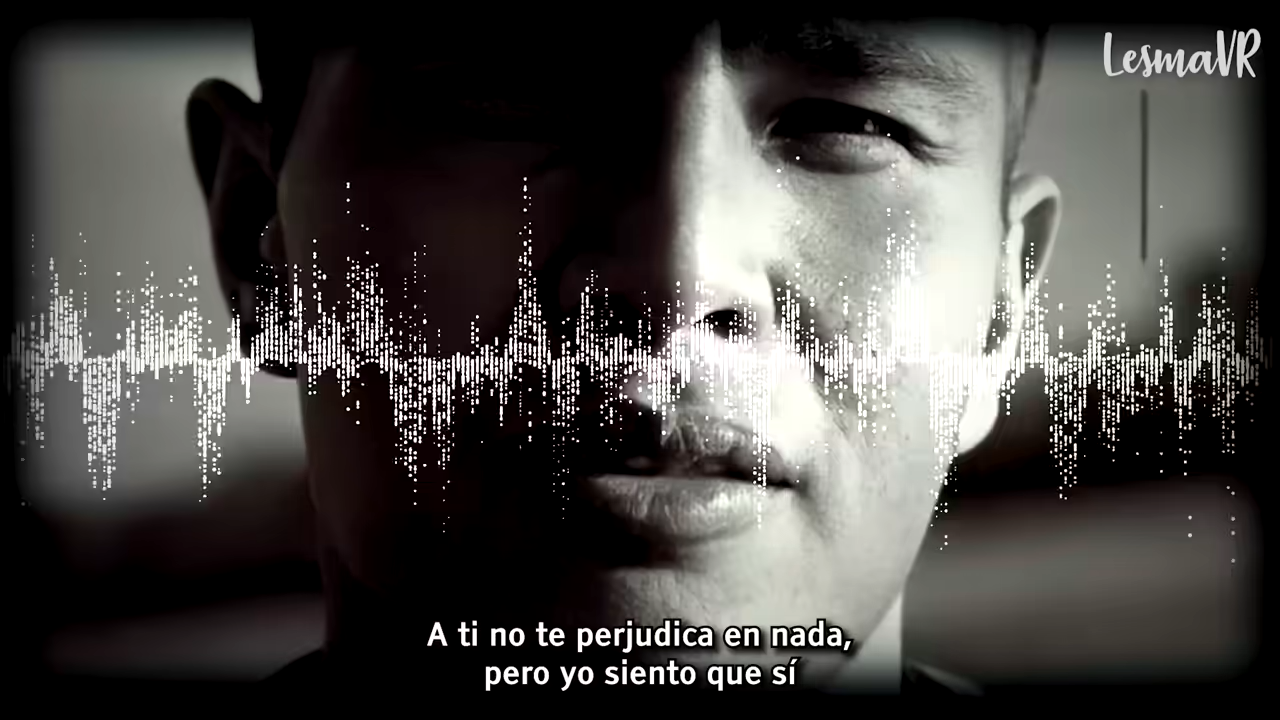 LesmaVR
A ti no te perjudica en nada,
pero yo siento que sí